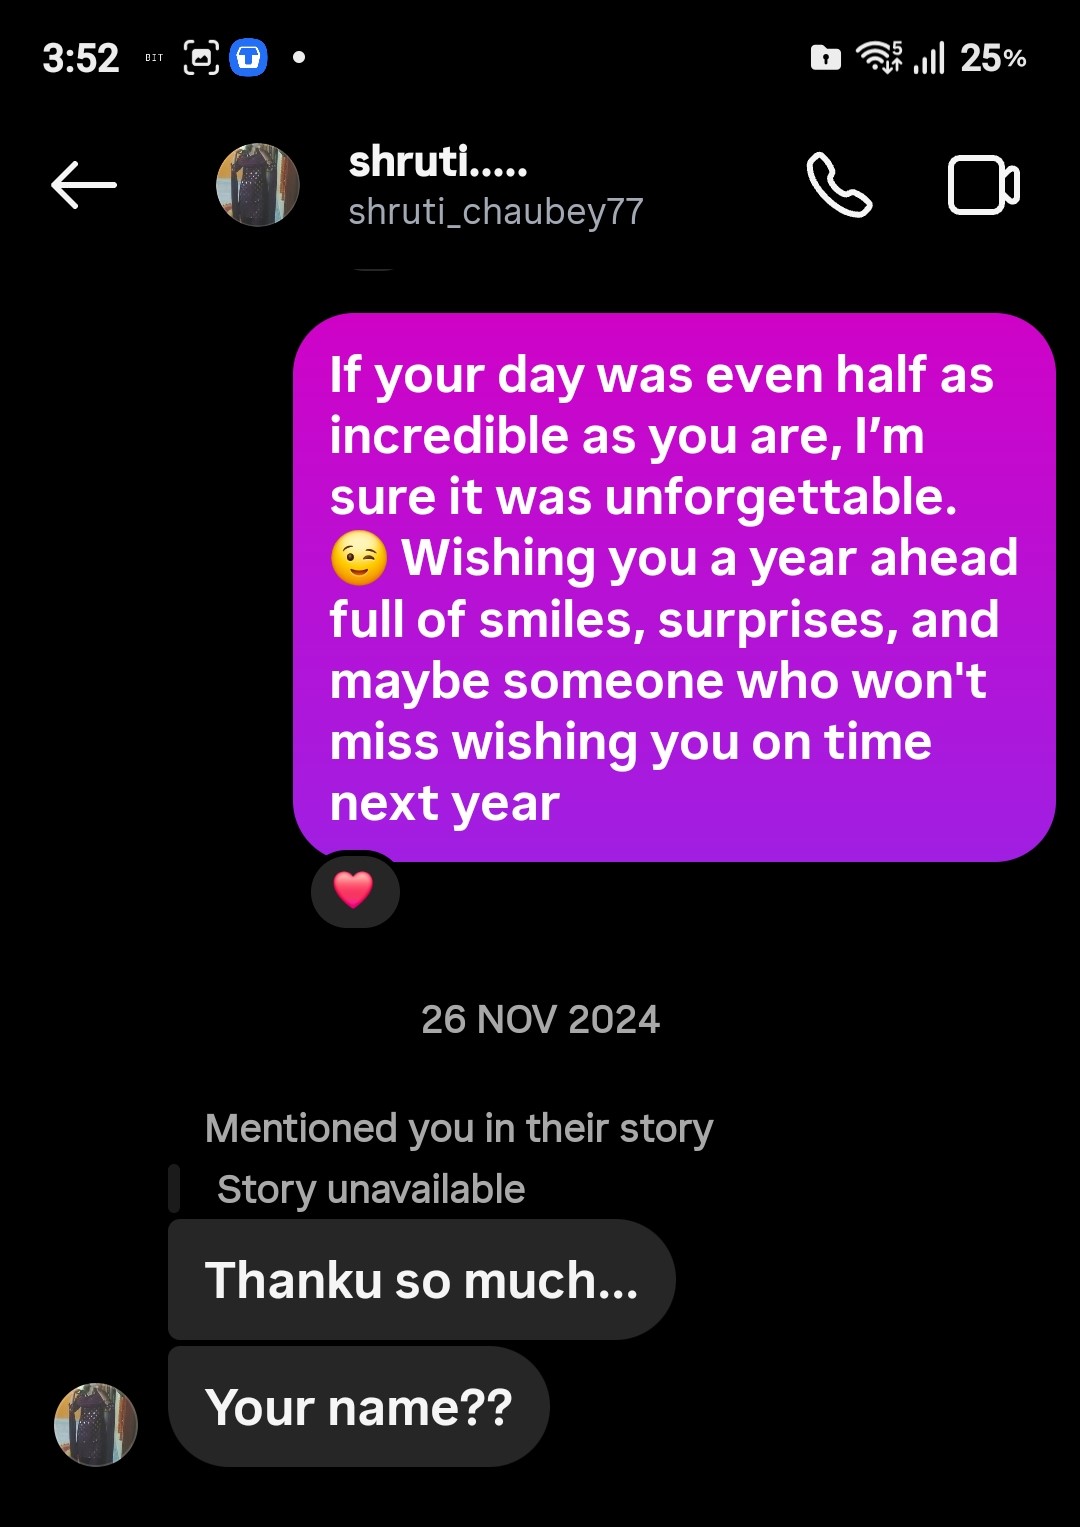 3:52
BIT
5
25%
shruti.....
shruti_chaubey77
If your day was even half as
incredible as you are, I’m
sure it was unforgettable.
😉 Wishing you a year ahead
full of smiles, surprises, and
maybe someone who won't
miss wishing you on time
next year
26 NOV 2024
Mentioned you in their story
Story unavailable
Thanku so much...
Your name??